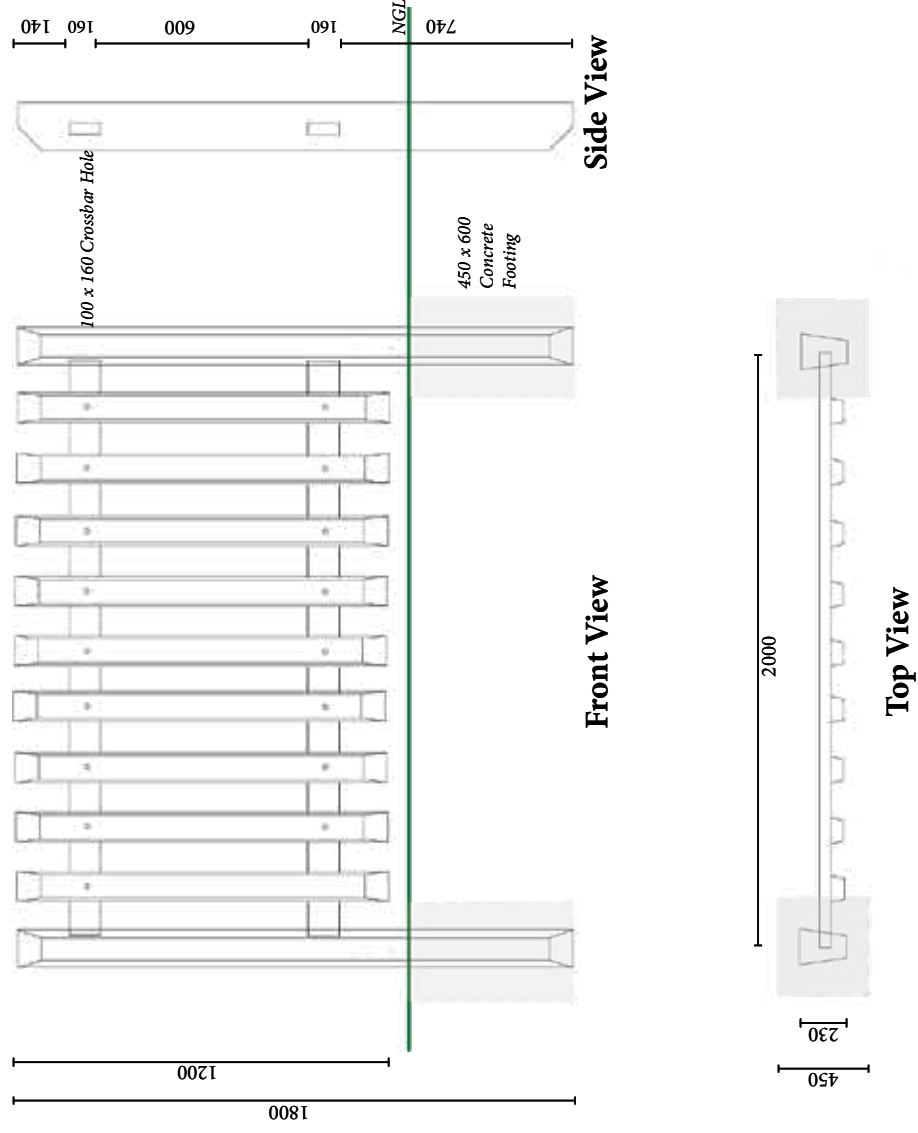 140
160
600
160
NGL
740
Side View
100 x 160 Crossbar Hole
450 x 600
Concrete
Footing
Front View
2000
Top View
230
450
1200
1800